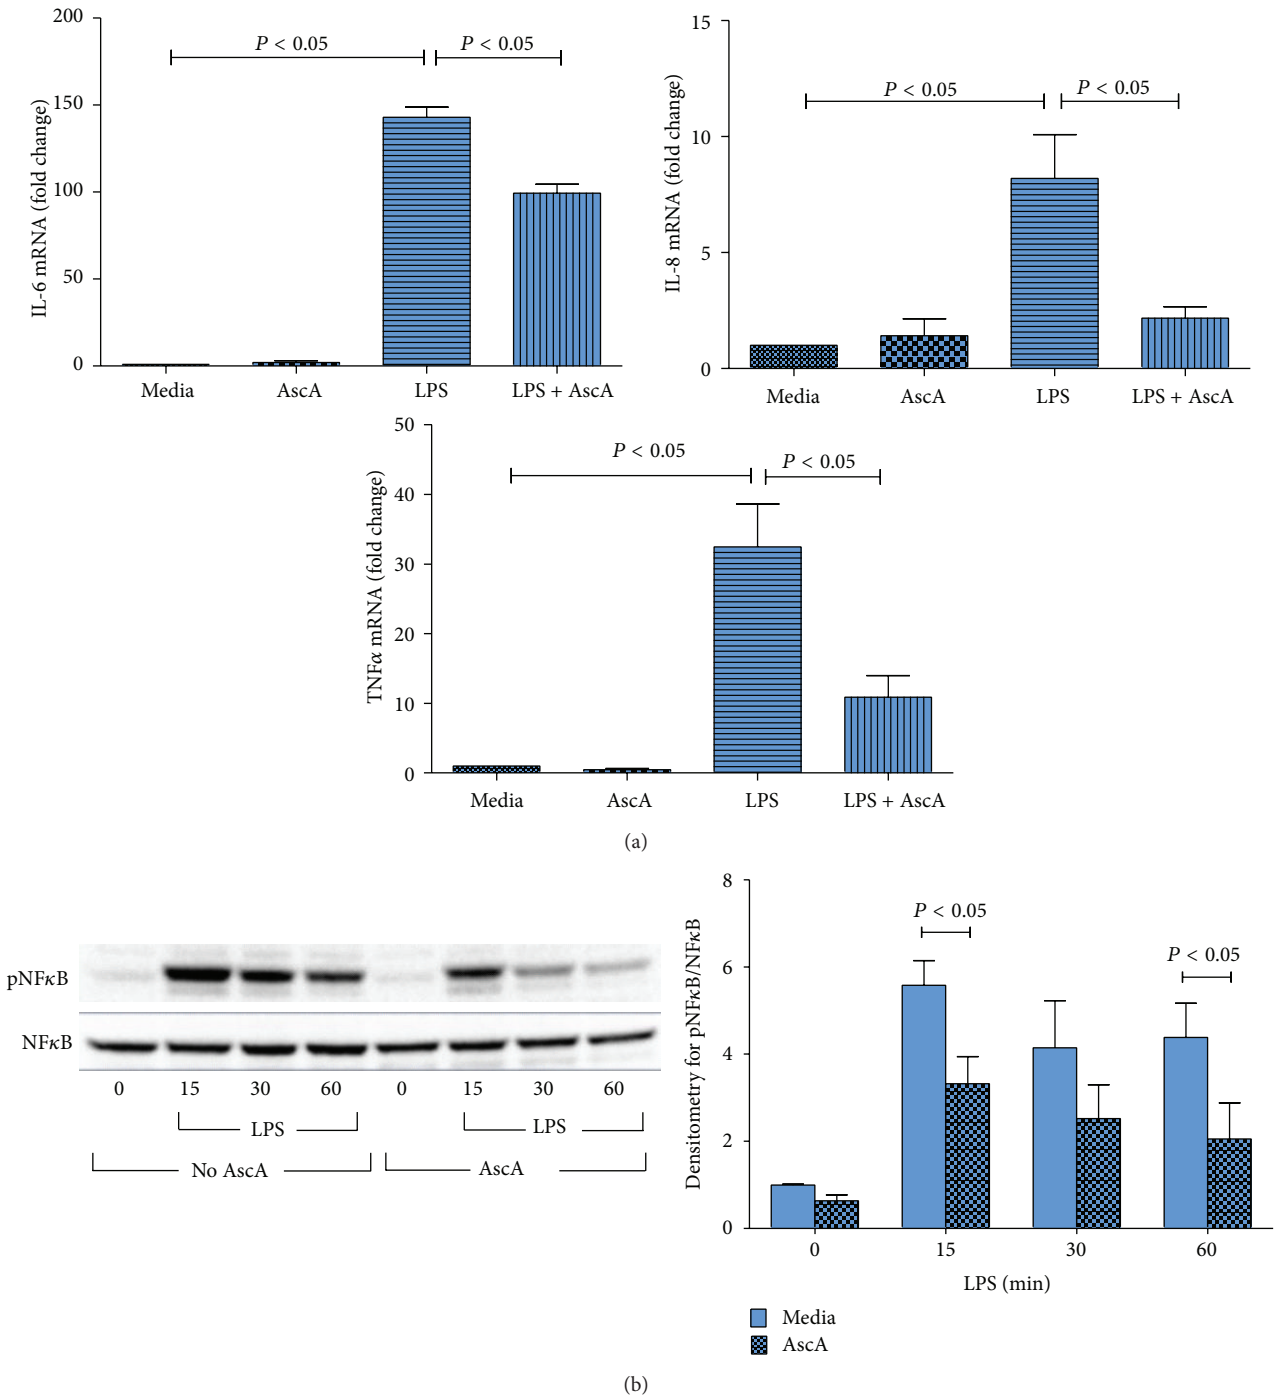 200
150
100
50
0
IL-6 mRNA (fold change)
P < 0.05
P < 0.05
Media
AscA
LPS
LPS + AscA
15
10
5
0
IL-8 mRNA (fold change)
P < 0.05
P < 0.05
Media
AscA
LPS
LPS + AscA
50
40
30
20
10
0
TNFα mRNA (fold change)
P < 0.05
P < 0.05
Media
AscA
LPS
LPS + AscA
(a)
pNFκB
NFκB
0 15 30 60 0 15 30 60
LPS LPS
No AscA AscA
8
6
4
2
0
Densitometry for pNFκB/NFκB
P < 0.05
P < 0.05
0 15 30 60
LPS (min)
Media
AscA
(b)